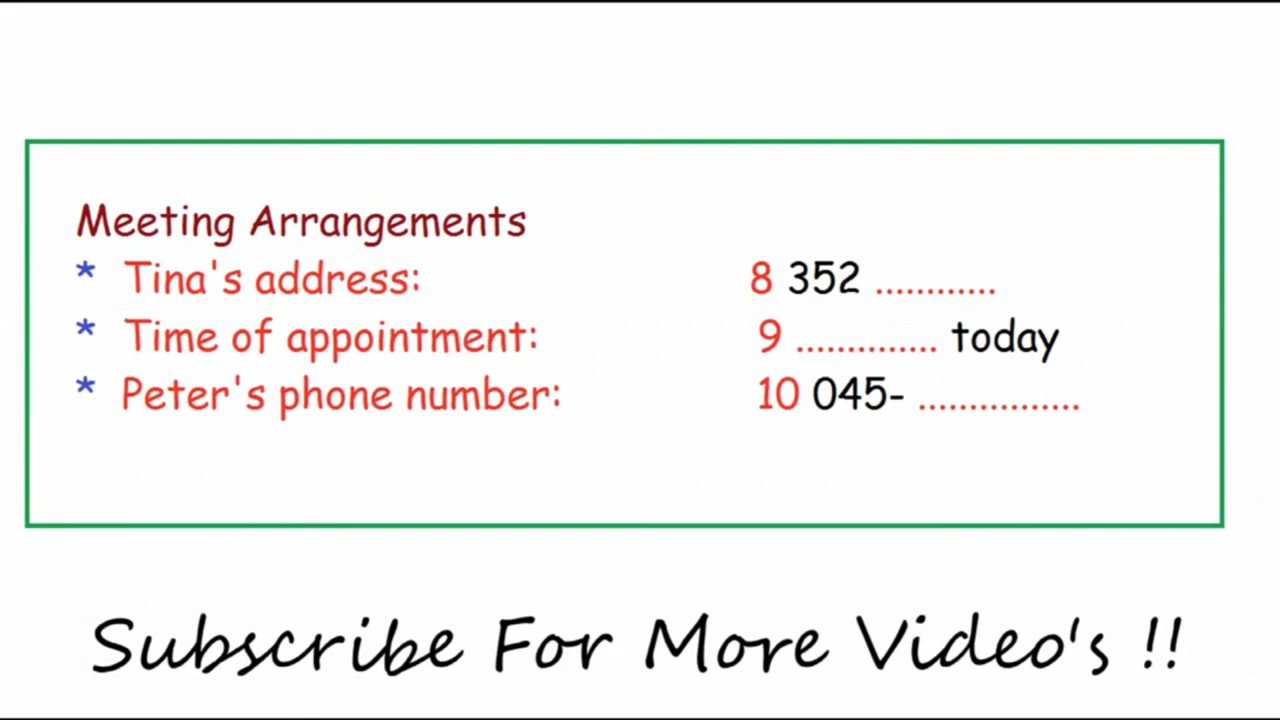 Meeting Arrangements
* Tina's address: 8 352 ............
* Time of appointment: 9 .............. today
* Peter's phone number: 10 045- ................
Subscribe For More Video's !!